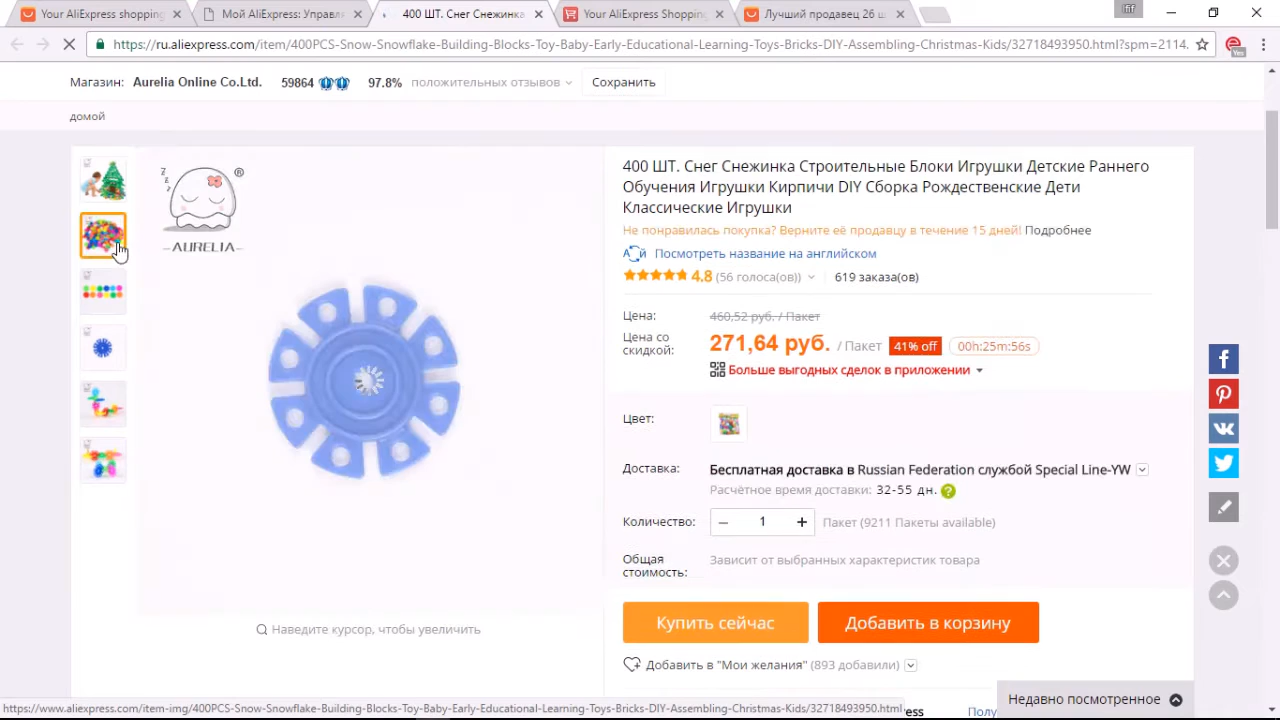 Your AliExpress shopping
Мой AliExpress: Управл
400 ШТ. Снег Снежинка
Your AliExpress Shopping
Лучший продавец 26 ш
https://ru.aliexpress.com/item/400PCS-Snow-Snowflake-Building-Blocks-Toy-Baby-Early-Educational-Learning-Toys-Bricks-DIY-Assembling-Christmas-Kids/32718493950.html?spm=2114.
Yes
Магазин: Aurelia Online Co.Ltd. 59864 97.8% положительных отзывов Сохранить
домой
AURELIA
®
400 ШТ. Снег Снежинка Строительные Блоки Игрушки Детские Раннего
Обучения Игрушки Кирпичи DIY Сборка Рождественские Дети
Классические Игрушки
Не понравилась покупка? Верните её продавцу в течение 15 дней! Подробнее
Посмотреть название на английском
4.8 (56 голоса(ов)) 619 заказа(ов)
Цена: 460,52 руб. / Пакет
Цена со
скидкой: 271,64 руб. / Пакет 41% off 00h:25m:56s
Больше выгодных сделок в приложении
Цвет:
Доставка: Бесплатная доставка в Russian Federation службой Special Line-YW
Расчётное время доставки: 32-55 дн. ?
Количество: – 1 + Пакет (9211 Пакеты available)
Общая
стоимость: Зависит от выбранных характеристик товара
Купить сейчас
Добавить в корзину
Наведите курсор, чтобы увеличить
Добавить в "Мои желания" (893 добавили)
Недавно посмотренное
https://www.aliexpress.com/item-img/400PCS-Snow-Snowflake-Building-Blocks-Toy-Baby-Early-Educational-Learning-Toys-Bricks-DIY-Assembling-Christmas-Kids/32718493950.html
ess
Полу